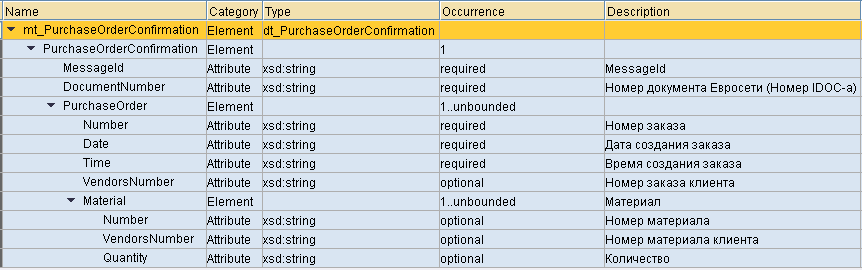 Name Category Type Occurrence Description
mt_PurchaseOrderConfirmation Element dt_PurchaseOrderConfirmation
PurchaseOrderConfirmation Element 1
MessageId Attribute xsd:string required MessageId
DocumentNumber Attribute xsd:string required Номер документа Евросети (Номер IDOC-а)
PurchaseOrder Element 1..unbounded
Number Attribute xsd:string required Номер заказа
Date Attribute xsd:string required Дата создания заказа
Time Attribute xsd:string required Время создания заказа
VendorsNumber Attribute xsd:string optional Номер заказа клиента
Material Element 1..unbounded Материал
Number Attribute xsd:string optional Номер материала
VendorsNumber Attribute xsd:string optional Номер материала клиента
Quantity Attribute xsd:string optional Количество